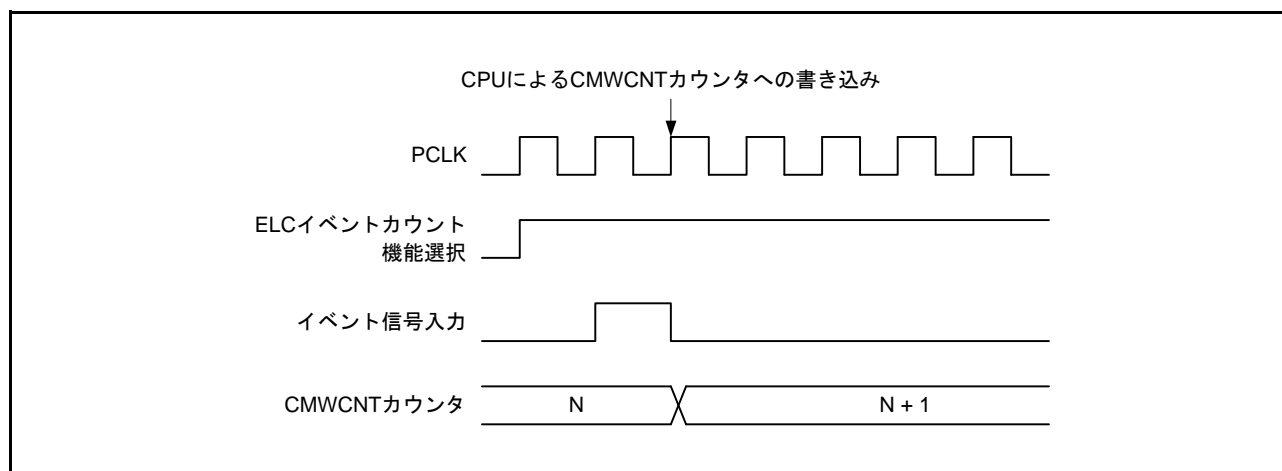 CPUによるCMWCNTカウンタへの書き込み
PCLK
ELCイベントカウント
機能選択
イベント信号入力
CMWCNTカウンタ
N
N + 1